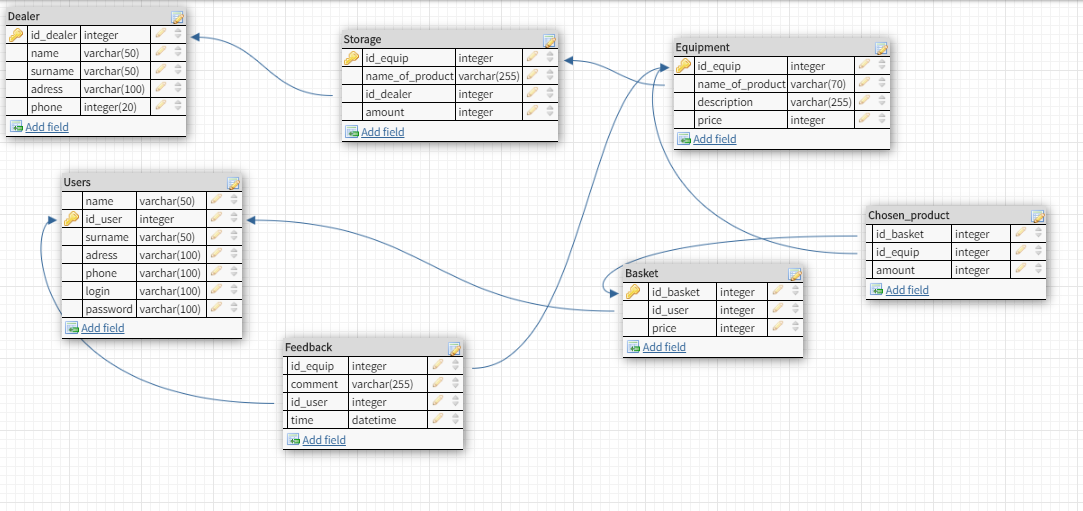 Dealer
id_dealer integer
name varchar(50)
surname varchar(50)
adress varchar(100)
phone integer(20)
Add field
Storage
id_equip integer
name_of_product varchar(255)
id_dealer integer
amount integer
Add field
Equipment
id_equip integer
name_of_product varchar(70)
description varchar(255)
price integer
Add field
Users
name varchar(50)
id_user integer
surname varchar(50)
adress varchar(100)
phone varchar(100)
login varchar(100)
password varchar(100)
Add field
Chosen_product
id_basket integer
id_equip integer
amount integer
Add field
Basket
id_basket integer
id_user integer
price integer
Add field
Feedback
id_equip integer
comment varchar(255)
id_user integer
time datetime
Add field